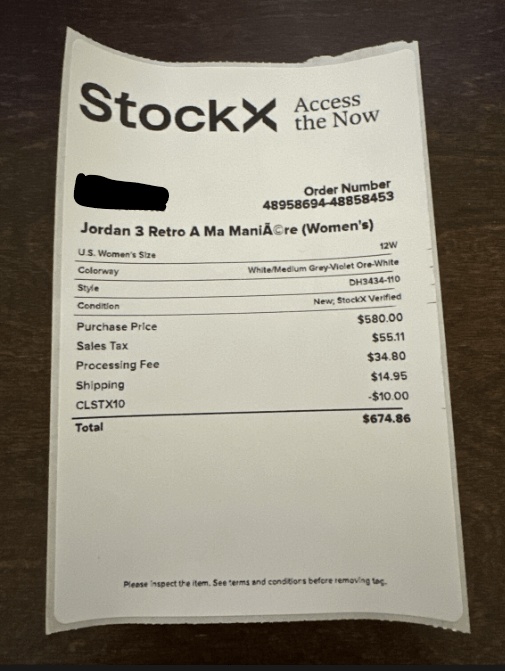 StockX Access
the Now
Order Number
48958694-48858453
Jordan 3 Retro A Ma ManiÃ©re (Women's)
U.S. Women's Size 12W
Colorway White/Medium Grey-Violet Ore-White
Style DH3434-110
Condition New; StockX Verified
Purchase Price $580.00
Sales Tax $55.11
Processing Fee $34.80
Shipping $14.95
CLSTX10 -$10.00
Total $674.86
Please inspect the item. See terms and conditions before removing tag.